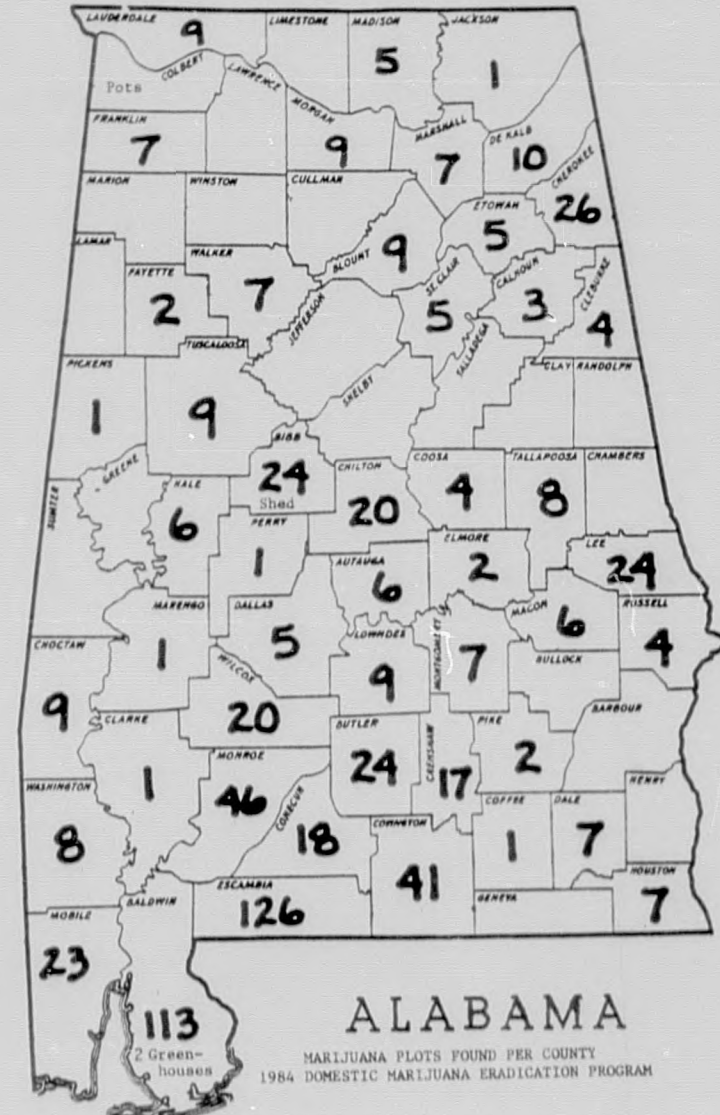 LAUDERDALE
9
LIMESTONE
MADISON
5
JACKSON
1
COLBERT
Pots
LAWRENCE
FRANKLIN
7
MORGAN
9
MARSHALL
7
DE KALB
10
CHEROKEE
26
MARION
WINSTON
CULLMAN
ETOWAH
5
LAMAR
FAYETTE
2
WALKER
7
BLOUNT
9
ST. CLAIR
5
CALHOUN
3
CLEBURNE
4
JEFFERSON
TALLADEGA
PICKENS
1
TUSCALOOSA
9
SHELBY
CLAY
RANDOLPH
GREENE
BIBB
24
Shed
CHILTON
20
COOSA
4
TALLAPOOSA
8
CHAMBERS
SUMTER
HALE
6
PERRY
1
AUTAUGA
6
ELMORE
2
LEE
24
MARENGO
1
DALLAS
5
LOWNDES
9
MONTGOMERY
7
MACON
6
RUSSELL
4
CHOCTAW
9
WILCOX
20
BULLOCK
CLARKE
1
BUTLER
24
CRENSHAW
17
PIKE
2
BARBOUR
WASHINGTON
8
MONROE
46
CONECUH
18
COVINGTON
41
COFFEE
1
DALE
7
HENRY
MOBILE
23
BALDWIN
113
2 Green-
houses
ESCAMBIA
126
GENEVA
HOUSTON
7
ALABAMA
MARIJUANA PLOTS FOUND PER COUNTY
1984 DOMESTIC MARIJUANA ERADICATION PROGRAM